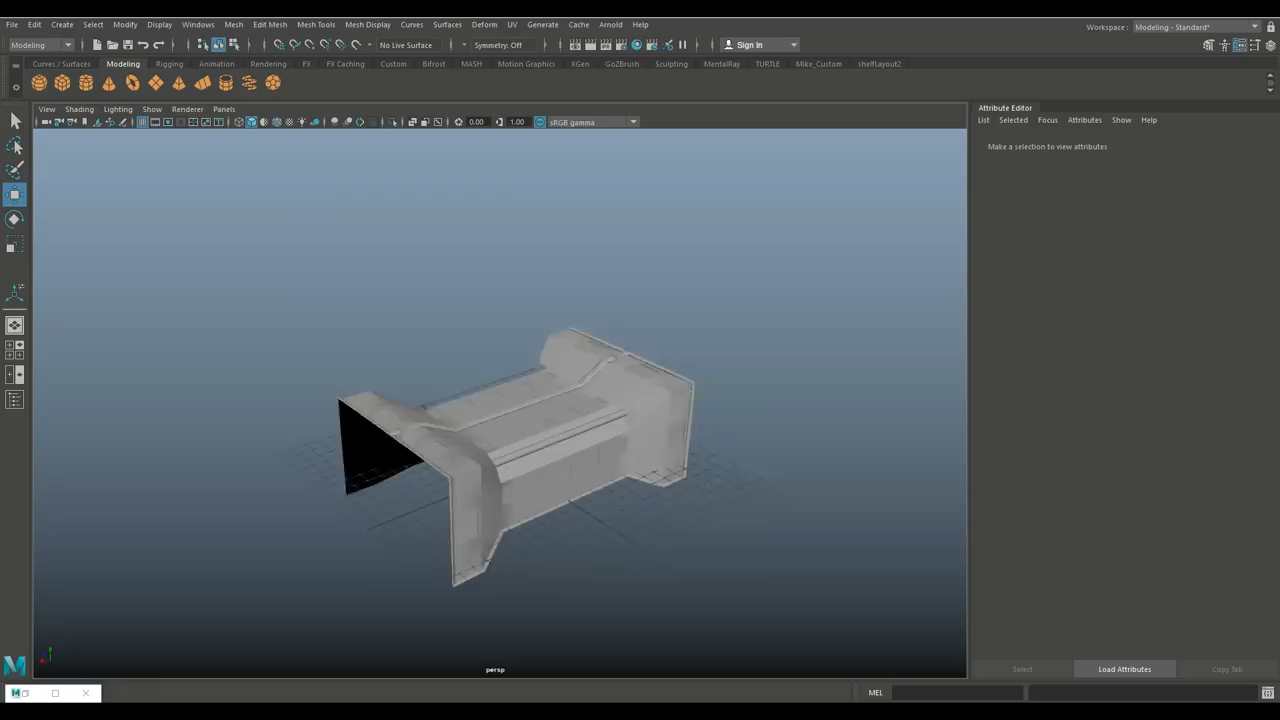 File Edit Create Select Modify Display Windows Mesh Edit Mesh Mesh Tools Mesh Display Curves Surfaces Deform UV Generate Cache Arnold Help
Workspace : Modeling - Standard*
Modeling No Live Surface Symmetry: Off Sign In
Curves / Surfaces Modeling Rigging Animation Rendering FX FX Caching Custom Bifrost MASH Motion Graphics XGen GoZBrush Sculpting MentalRay TURTLE Mike_Custom shelfLayout2
View Shading Lighting Show Renderer Panels
0.00 1.00 sRGB gamma
Attribute Editor
List Selected Focus Attributes Show Help
Make a selection to view attributes
persp
Select Load Attributes Copy Tab
MEL